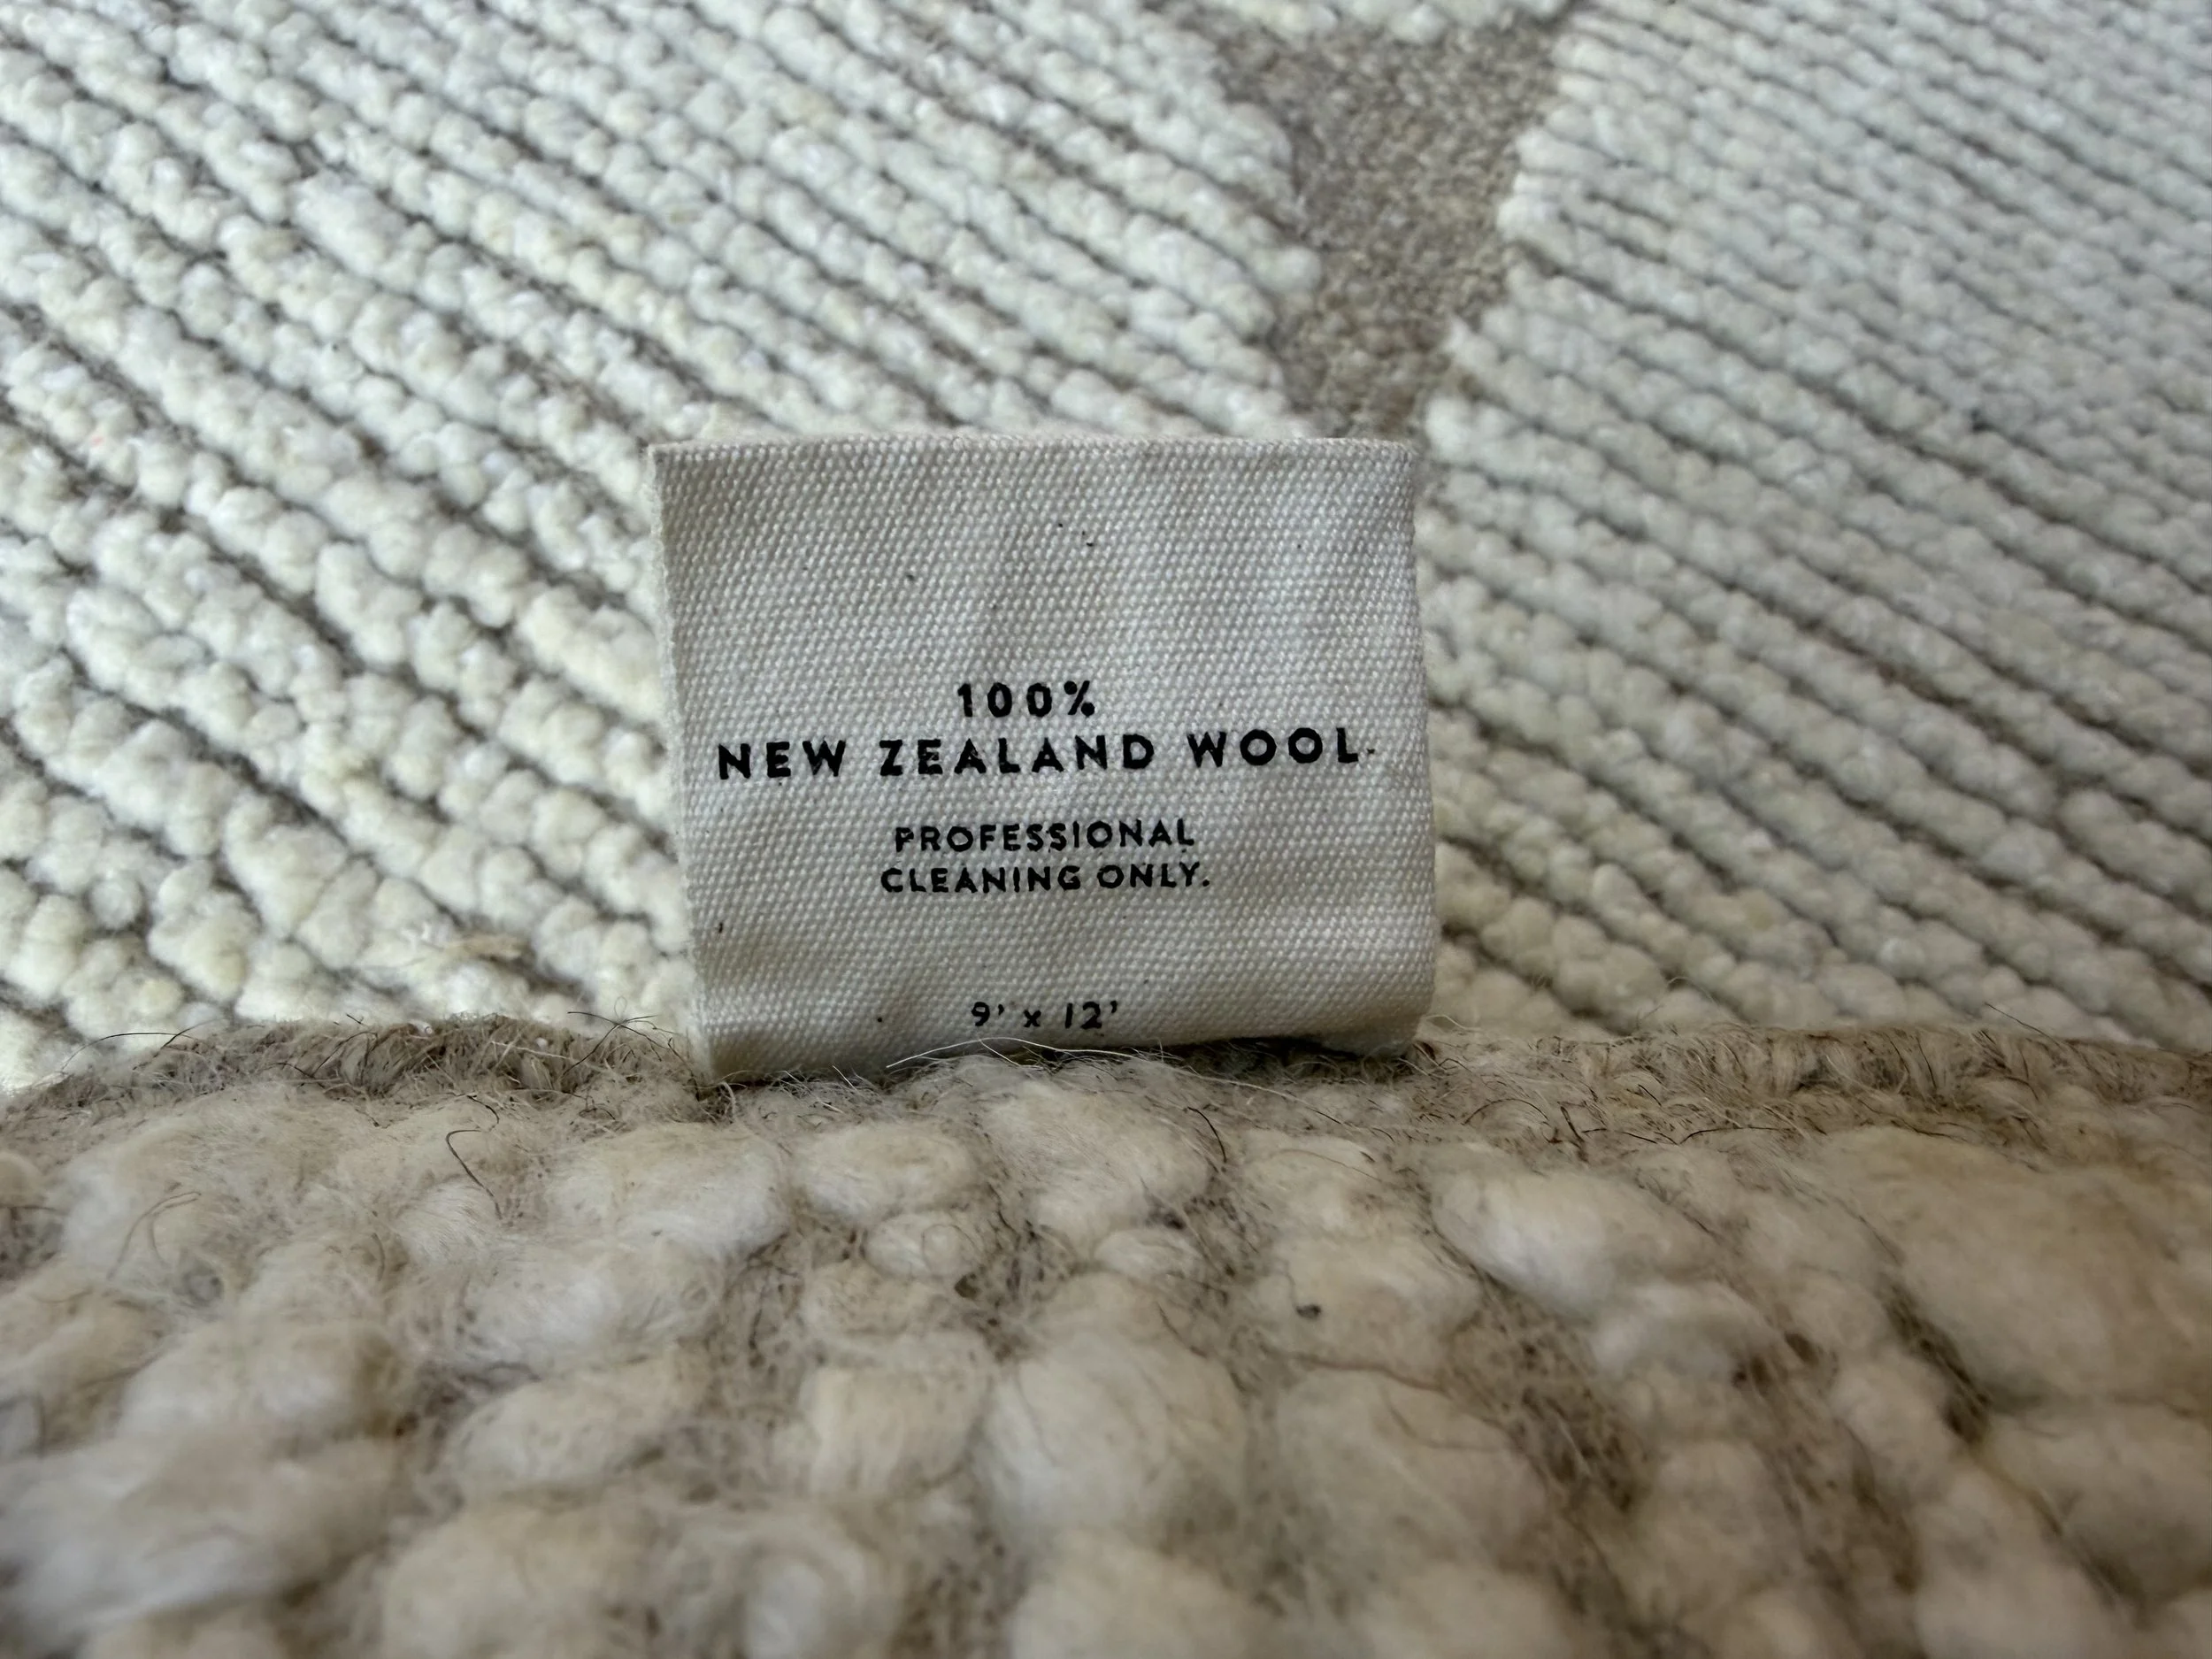 100%
NEW ZEALAND WOOL
PROFESSIONAL
CLEANING ONLY.
9' x 12'